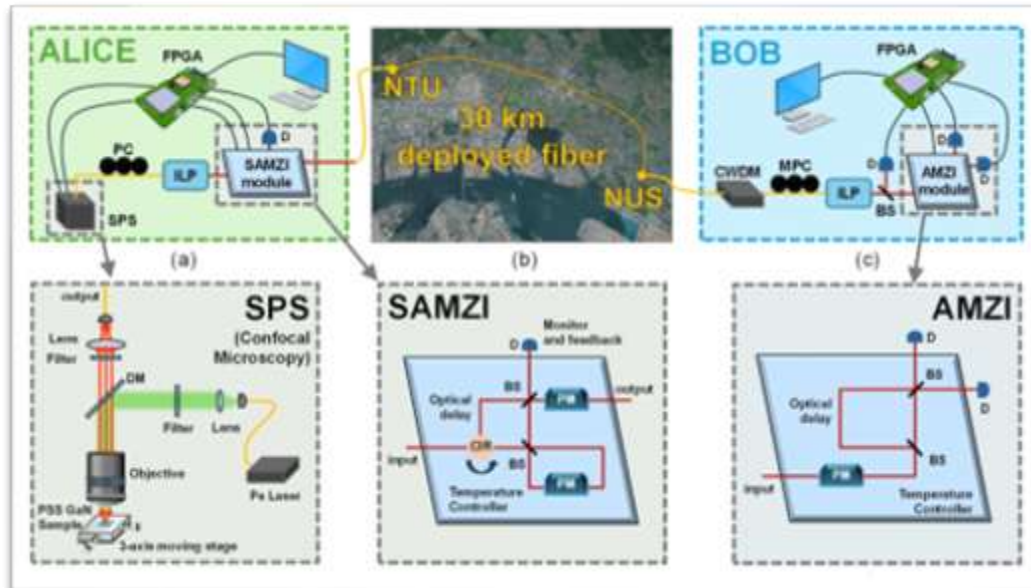 ALICE
FPGA
PC
ILP
SAMZI
module
D
SPS
(a)
NTU
30 km
deployed fiber
NUS
(b)
BOB
FPGA
CWDM
MPC
ILP
D
D
D
BS
AMZI
module
(c)
SPS
(Confocal
Microscopy)
output
Lens
Filter
DM
Filter
Lens
Objective
Ps Laser
PSS GaN
Sample
3-axis moving stage
SAMZI
Monitor
and feedback
D
BS
PM
output
Optical
delay
input
CIR
BS
PM
Temperature
Controller
AMZI
D
BS
D
Optical
delay
BS
PM
input
Temperature
Controller